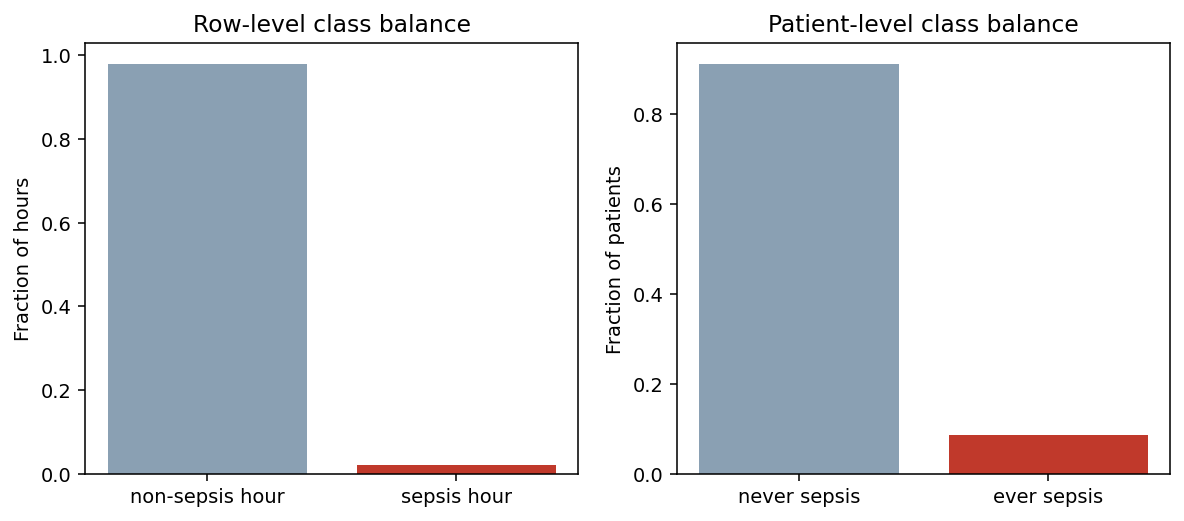 Row-level class balance
Fraction of hours
1.0
0.8
0.6
0.4
0.2
0.0
non-sepsis hour
sepsis hour
Patient-level class balance
Fraction of patients
0.8
0.6
0.4
0.2
0.0
never sepsis
ever sepsis